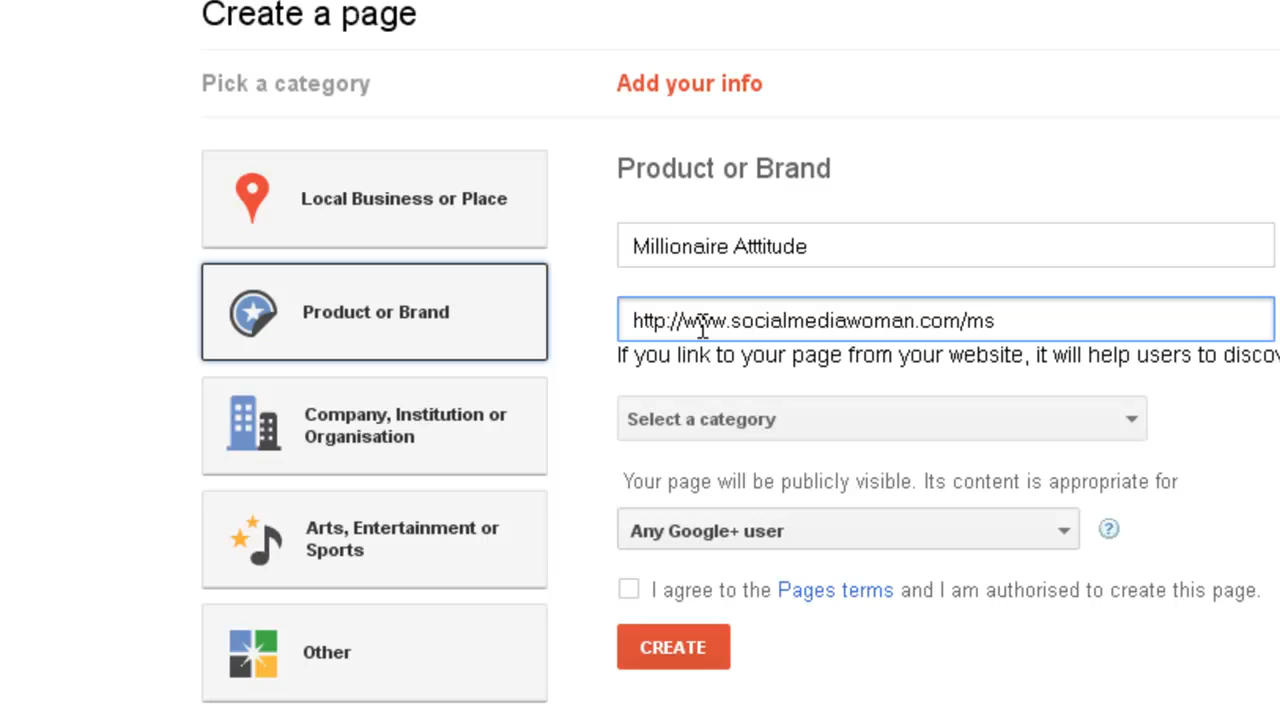 Create a page
Pick a category
Add your info
Local Business or Place
Product or Brand
Company, Institution or
Organisation
Arts, Entertainment or
Sports
Other
Product or Brand
Millionaire Atttitude
http://www.socialmediawoman.com/ms
If you link to your page from your website, it will help users to
Select a category
Your page will be publicly visible. Its content is appropriate for
Any Google+ user
?
I agree to the Pages terms and I am authorised to create this page.
CREATE